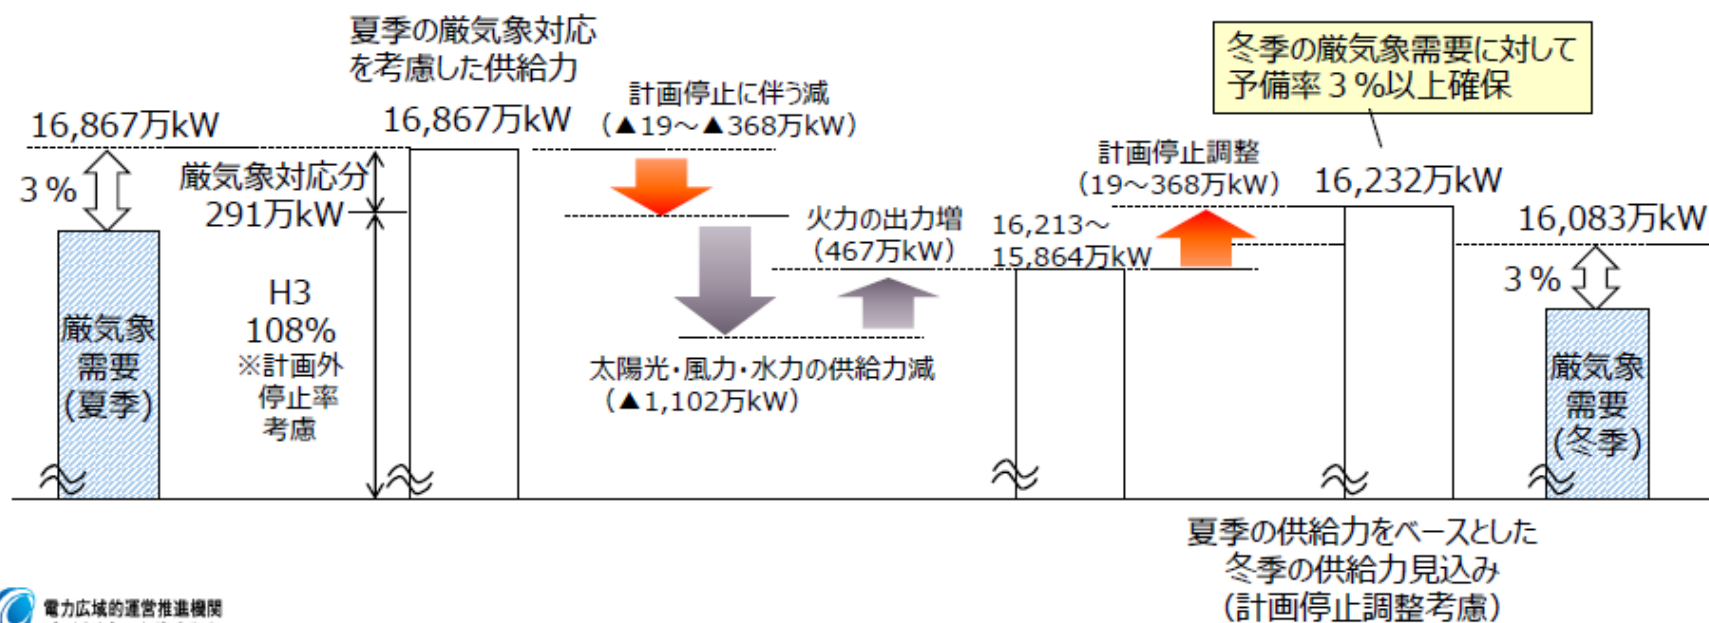 夏季の厳気象対応
を考慮した供給力
冬季の厳気象需要に対して
予備率３%以上確保
計画停止に伴う減
（▲19～▲368万kW）
16,867万kW
16,867万kW
計画停止調整
（19～368万kW）
16,232万kW
3％
厳気象対応分
291万kW
火力の出力増
（467万kW）
16,213～
15,864万kW
16,083万kW
3％
H3
108%
※計画外
停止率
考慮
厳気象
需要
(夏季)
太陽光・風力・水力の供給力減
（▲1,102万kW）
厳気象
需要
(冬季)
夏季の供給力をベースとした
冬季の供給力見込み
（計画停止調整考慮）
電力広域的運営推進機関